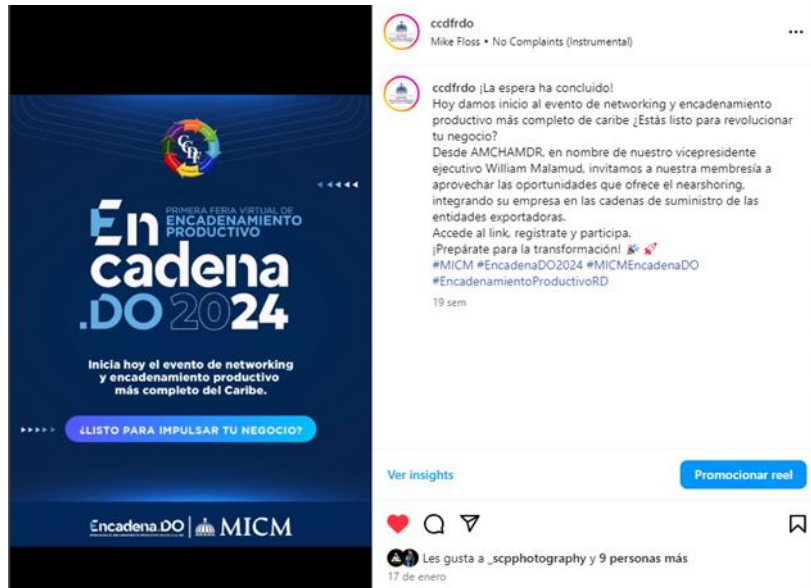 CCDF
PRIMERA FERIA VIRTUAL DE
ENCADENAMIENTO
PRODUCTIVO
Encadena
.DO 2024
Inicia hoy el evento de networking
y encadenamiento productivo
más completo del Caribe.
¿LISTO PARA IMPULSAR TU NEGOCIO?
Encadena.DO
MICM
ccdfrdo
Mike Floss • No Complaints (Instrumental)
ccdfrdo ¡La espera ha concluido!
Hoy damos inicio al evento de networking y encadenamiento
productivo más completo de caribe ¿Estás listo para revolucionar
tu negocio?
Desde AMCHAMDR, en nombre de nuestro vicepresidente
ejecutivo William Malamud, invitamos a nuestra membresía a
aprovechar las oportunidades que ofrece el nearshoring,
integrando su empresa en las cadenas de suministro de las
entidades exportadoras.
Accede al link, registrate y participa.
¡Prepárate para la transformación! 🎉 🚀
#MICM #EncadenaDO2024 #MICMEncadenaDO
#EncadenamientoProductivoRD
19 sem
Ver insights
Promocionar reel
Les gusta a _scpphotography y 9 personas más
17 de enero